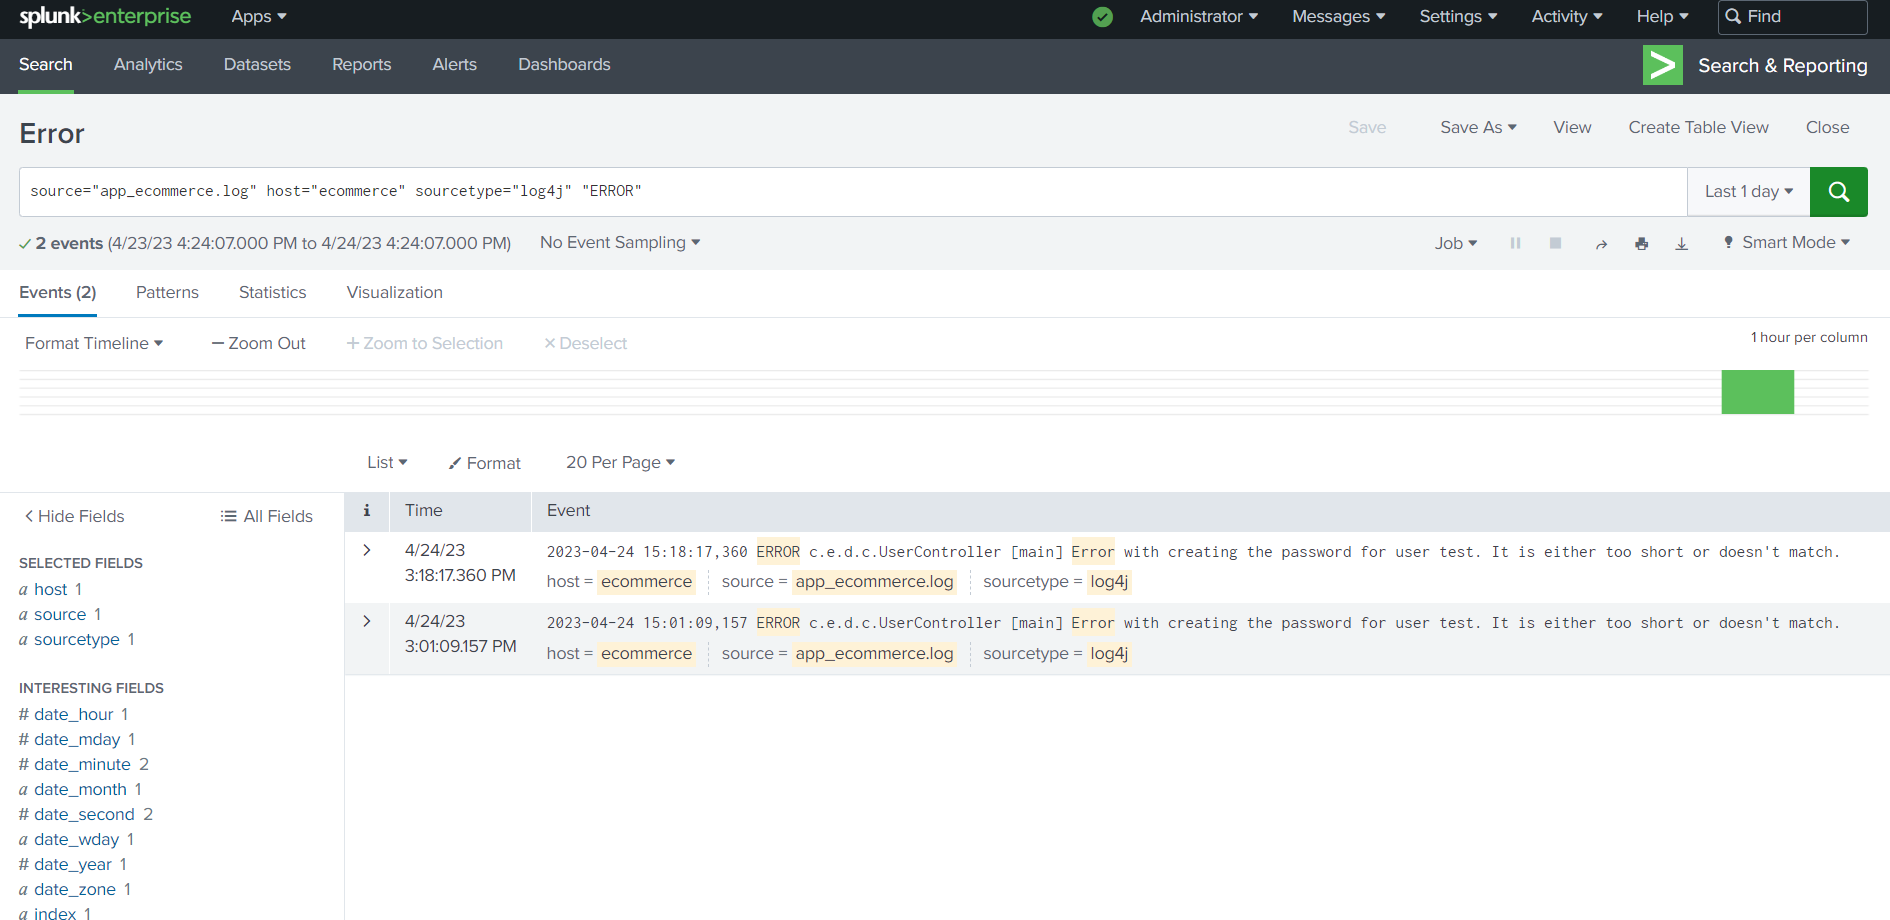 splunk>enterprise Apps Administrator Messages Settings Activity Help Find
Search Analytics Datasets Reports Alerts Dashboards Search & Reporting
Error Save Save As View Create Table View Close
source="app_ecommerce.log" host="ecommerce" sourcetype="log4j" "ERROR" Last 1 day
2 events (4/23/23 4:24:07.000 PM to 4/24/23 4:24:07.000 PM) No Event Sampling Job Smart Mode
Events (2) Patterns Statistics Visualization
Format Timeline — Zoom Out + Zoom to Selection × Deselect 1 hour per column
List Format 20 Per Page
< Hide Fields All Fields
SELECTED FIELDS
a host 1
a source 1
a sourcetype 1
INTERESTING FIELDS
# date_hour 1
# date_mday 1
# date_minute 2
a date_month 1
# date_second 2
a date_wday 1
# date_year 1
a date_zone 1
a index 1
i Time Event
> 4/24/23 2023-04-24 15:18:17,360 ERROR c.e.d.c.UserController [main] Error with creating the password for user test. It is either too short or doesn't match.
3:18:17.360 PM host = ecommerce source = app_ecommerce.log sourcetype = log4j
> 4/24/23 2023-04-24 15:01:09,157 ERROR c.e.d.c.UserController [main] Error with creating the password for user test. It is either too short or doesn't match.
3:01:09.157 PM host = ecommerce source = app_ecommerce.log sourcetype = log4j